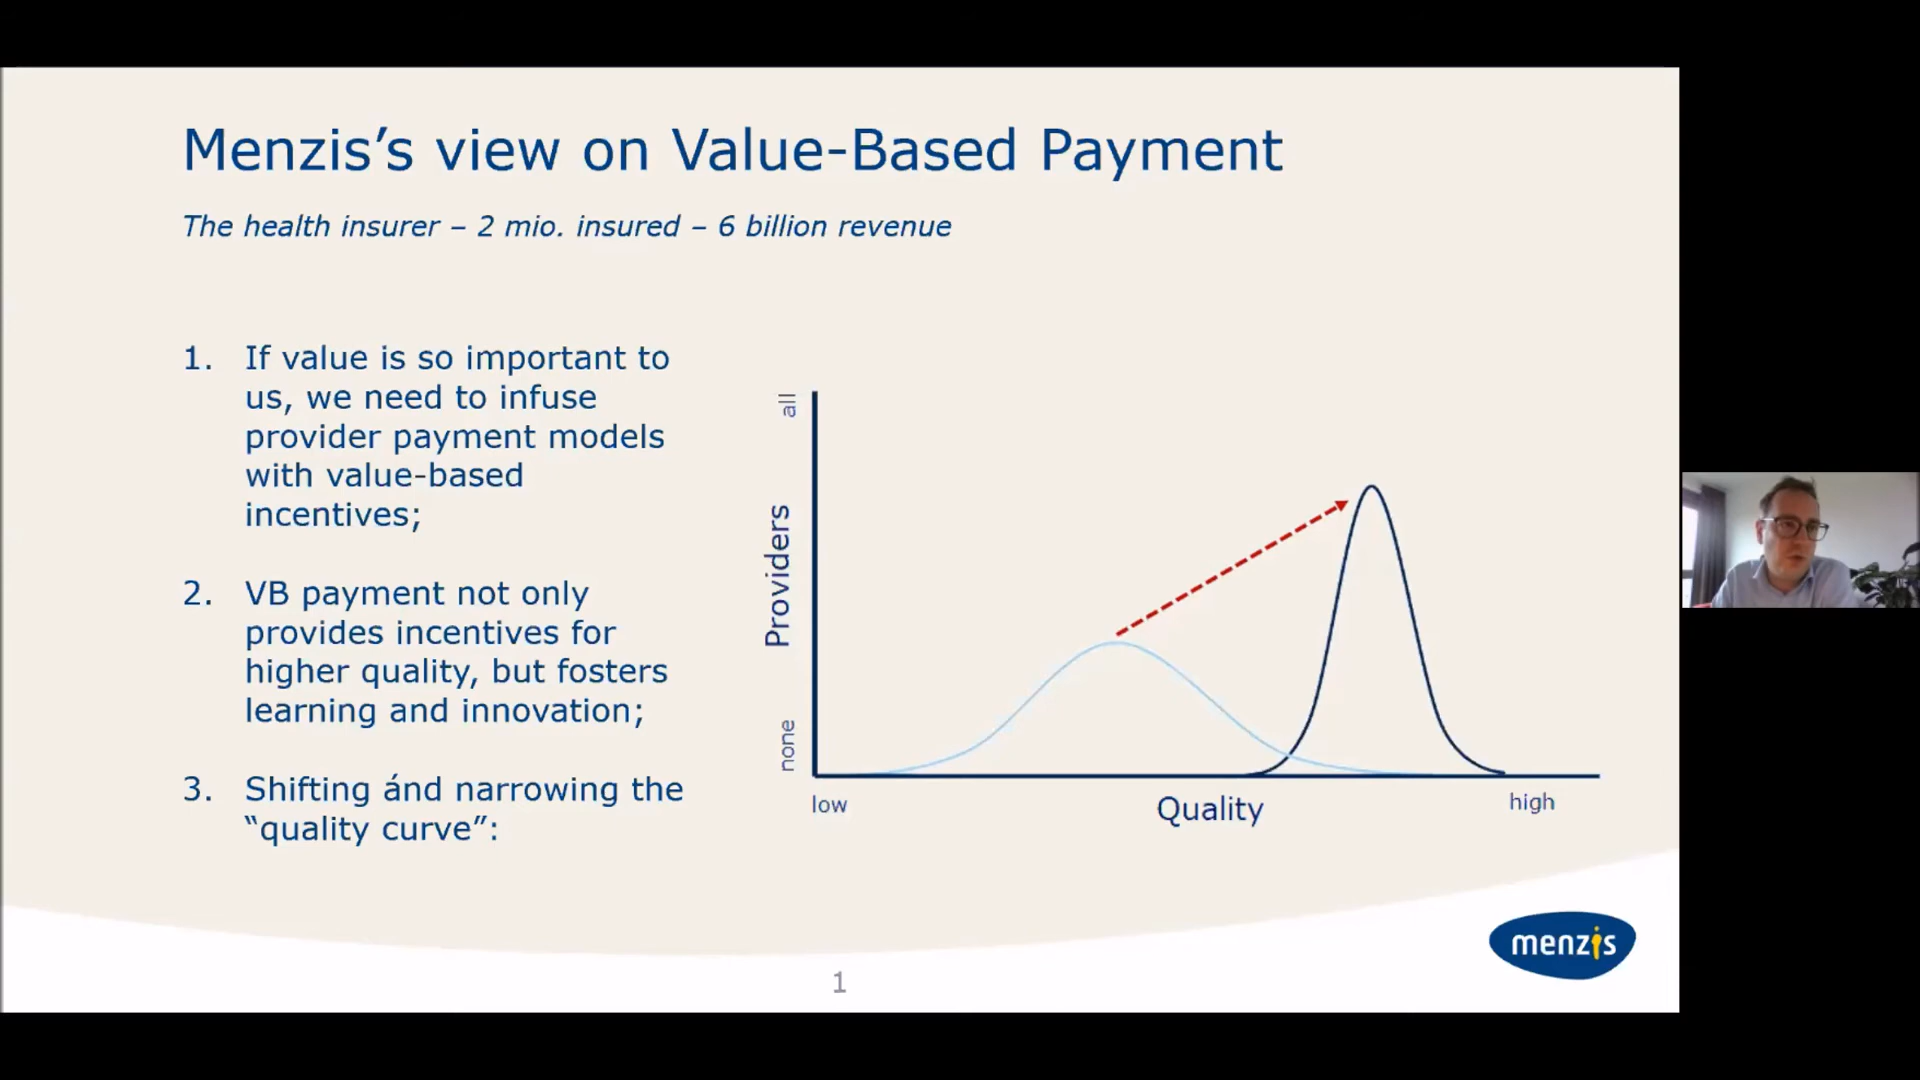 Menzis’s view on Value-Based Payment
The health insurer – 2 mio. insured – 6 billion revenue
1. If value is so important to
us, we need to infuse
provider payment models
with value-based
incentives;
2. VB payment not only
provides incentives for
higher quality, but fosters
learning and innovation;
3. Shifting ánd narrowing the
“quality curve”:
all
Providers
none
low
Quality
high
menzis
1